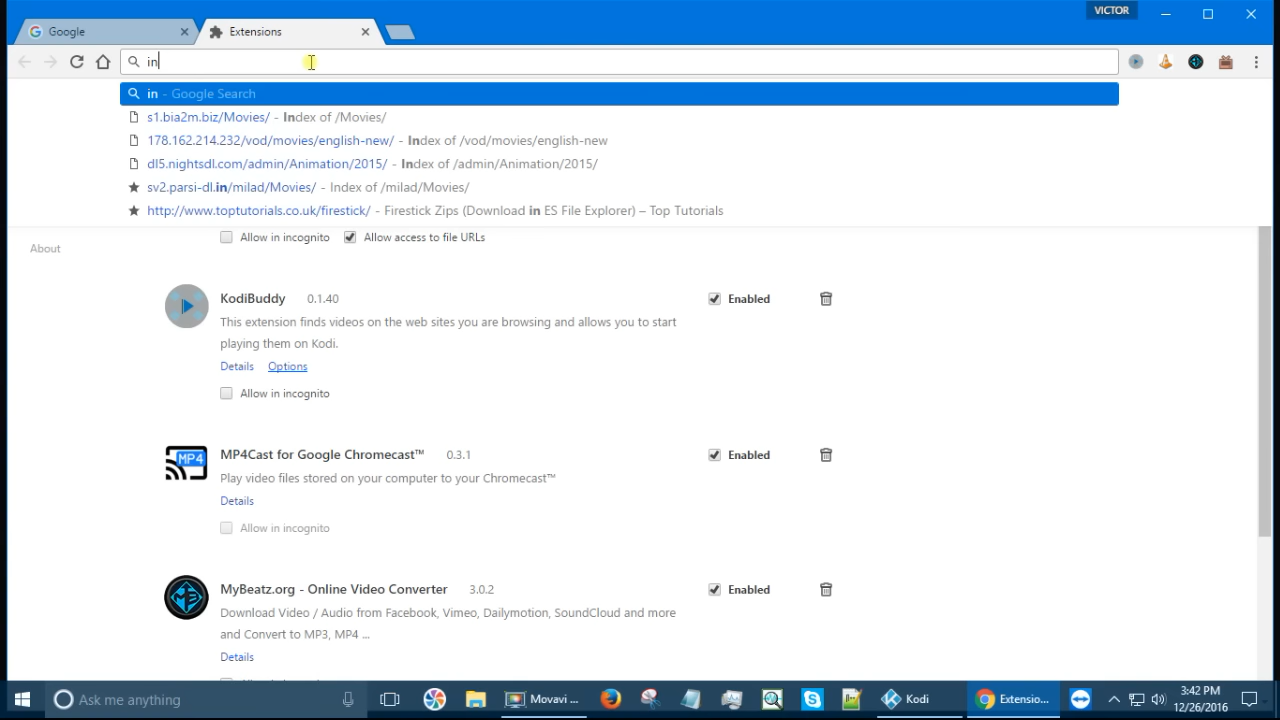 VICTOR
Google
Extensions
in
in - Google Search
s1.bia2m.biz/Movies/ - Index of /Movies/
178.162.214.232/vod/movies/english-new/ - Index of /vod/movies/english-new
dl5.nightsdl.com/admin/Animation/2015/ - Index of /admin/Animation/2015/
sv2.parsi-dl.in/milad/Movies/ - Index of /milad/Movies/
http://www.toptutorials.co.uk/firestick/ - Firestick Zips (Download in ES File Explorer) – Top Tutorials
Allow in incognito Allow access to file URLs
About
KodiBuddy 0.1.40 Enabled
This extension finds videos on the web sites you are browsing and allows you to start
playing them on Kodi.
Details Options
Allow in incognito
MP4
MP4Cast for Google Chromecast™ 0.3.1 Enabled
Play video files stored on your computer to your Chromecast™
Details
Allow in incognito
MyBeatz.org - Online Video Converter 3.0.2 Enabled
Download Video / Audio from Facebook, Vimeo, Dailymotion, SoundCloud and more
and Convert to MP3, MP4 ...
Details
Ask me anything
Movavi ...
Kodi
Extensio...
3:42 PM
12/26/2016